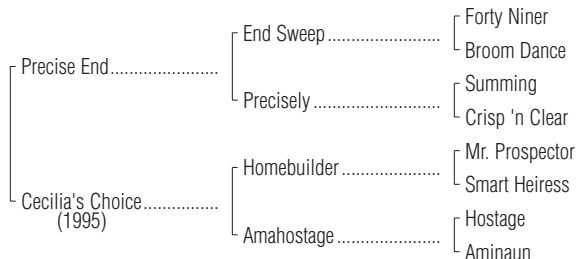 Forty Niner
End Sweep........................
Broom Dance
Precise End.......................
Summing
Precisely...........................
Crisp 'n Clear
Mr. Prospector
Homebuilder.....................
Smart Heiress
Cecilia's Choice................
(1995)
Hostage
Amahostage......................
Aminaun